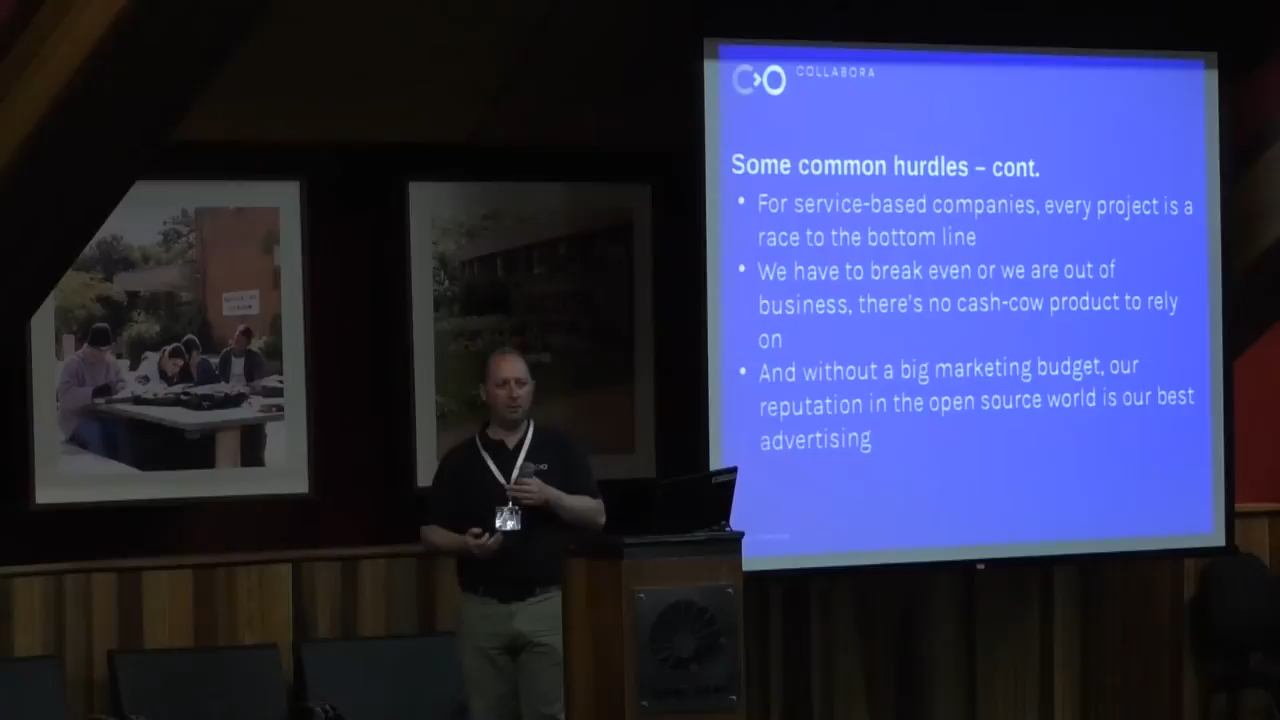 COLLABORA
Some common hurdles – cont.
• For service-based companies, every project is a
race to the bottom line
• We have to break even or we are out of
business, there's no cash-cow product to rely
on
• And without a big marketing budget, our
reputation in the open source world is our best
advertising